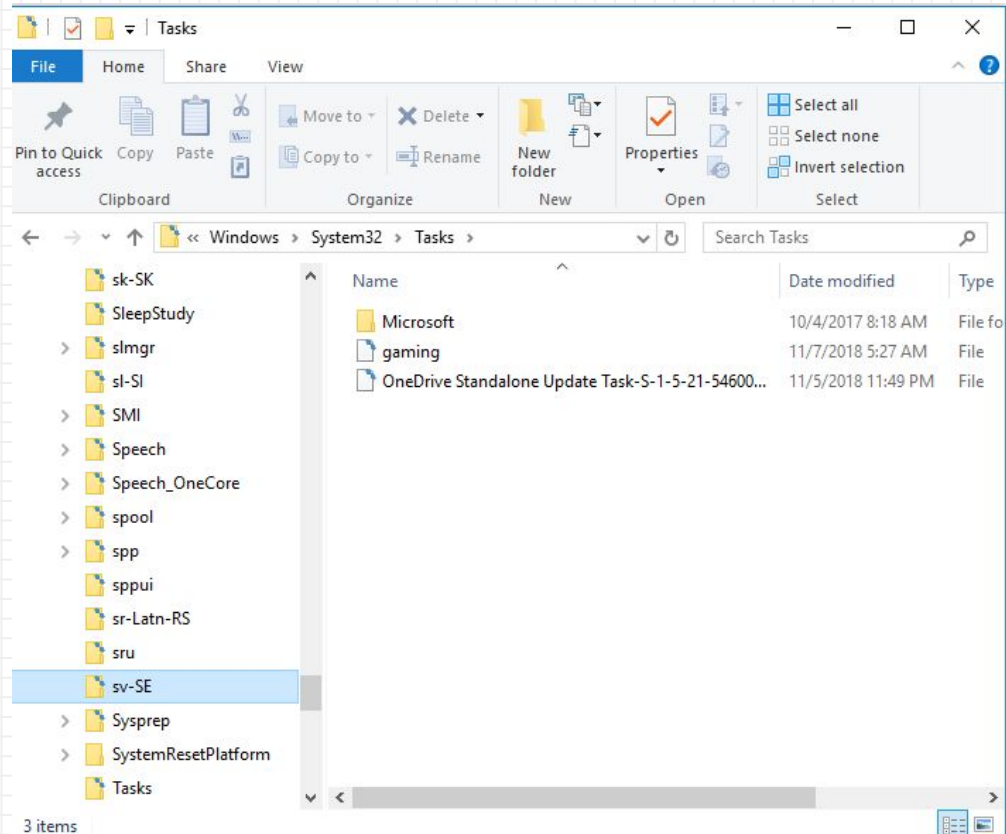 Tasks
File Home Share View
Pin to Quick access
Copy
Paste
Clipboard
Move to
Copy to
Delete
Rename
Organize
New folder
New
Properties
Open
Select all
Select none
Invert selection
Select
« Windows > System32 > Tasks >
Search Tasks
sk-SK
SleepStudy
slmgr
sl-SI
SMI
Speech
Speech_OneCore
spool
spp
sppui
sr-Latn-RS
sru
sv-SE
Sysprep
SystemResetPlatform
Tasks
Name Date modified Type
Microsoft 10/4/2017 8:18 AM File fo
gaming 11/7/2018 5:27 AM File
OneDrive Standalone Update Task-S-1-5-21-54600... 11/5/2018 11:49 PM File
3 items